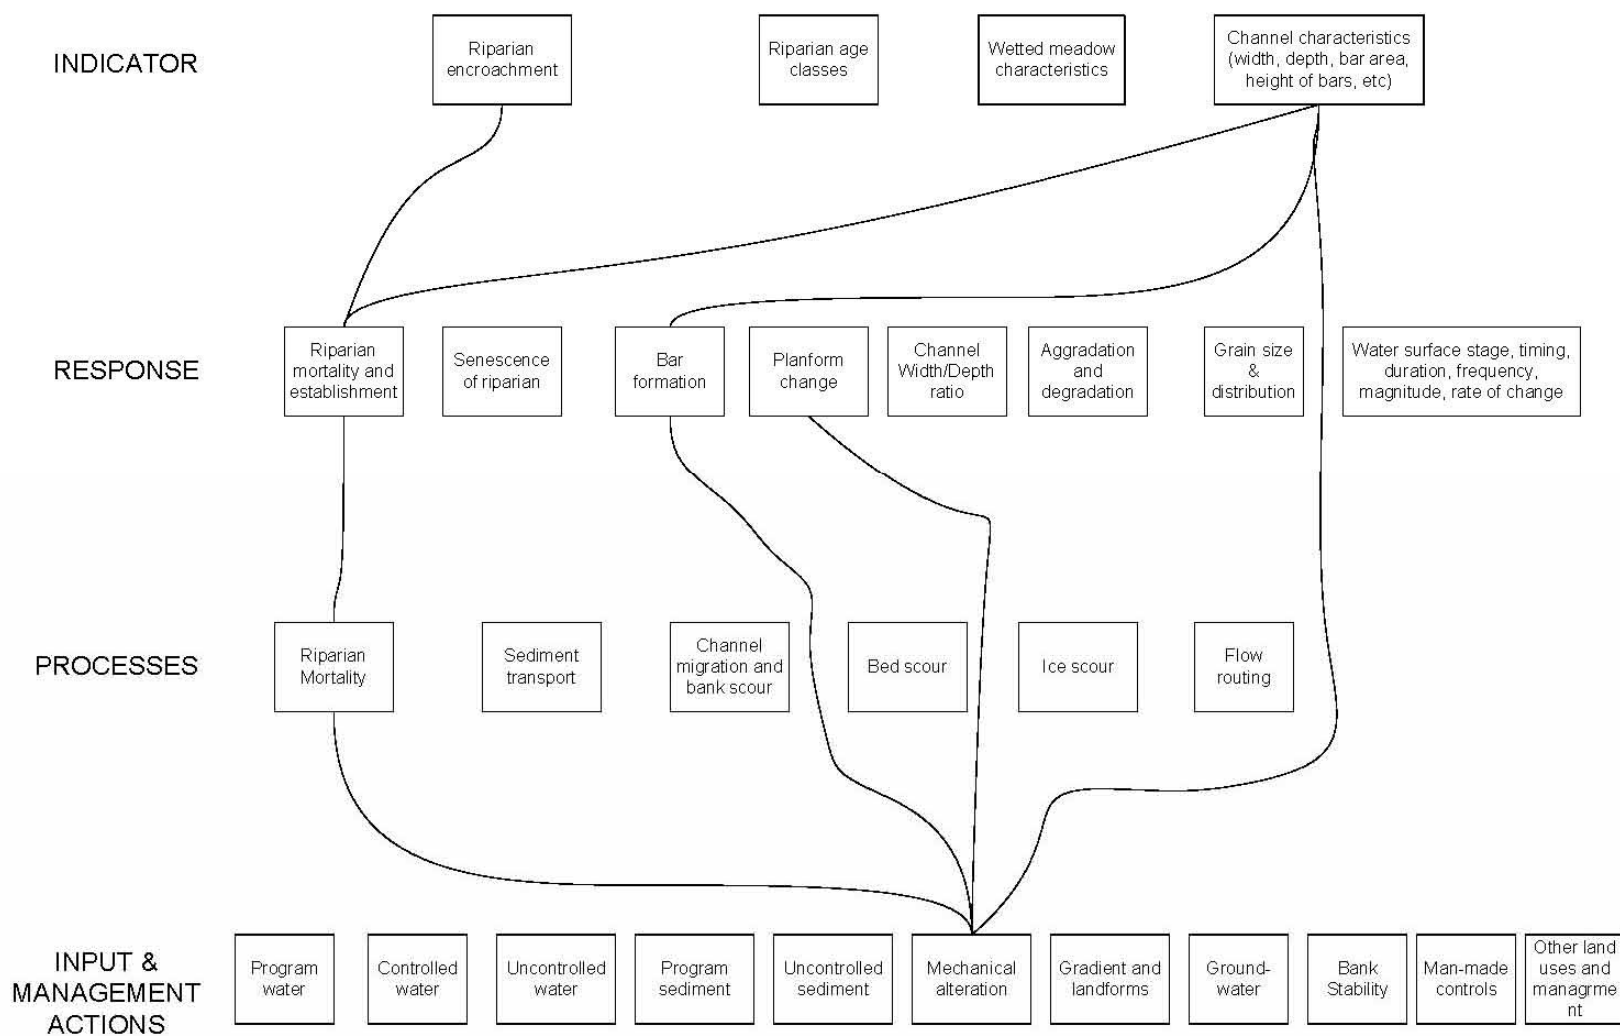 INDICATOR
Riparian
encroachment
Riparian age
classes
Wetted meadow
characteristics
Channel characteristics
(width, depth, bar area,
height of bars, etc)
RESPONSE
Riparian
mortality and
establishment
Senescence
of riparian
Bar
formation
Planform
change
Channel
Width/Depth
ratio
Aggradation
and
degradation
Grain size
&
distribution
Water surface stage, timing,
duration, frequency,
magnitude, rate of change
PROCESSES
Riparian
Mortality
Sediment
transport
Channel
migration and
bank scour
Bed scour
Ice scour
Flow
routing
INPUT &
MANAGEMENT
ACTIONS
Program
water
Controlled
water
Uncontrolled
water
Program
sediment
Uncontrolled
sediment
Mechanical
alteration
Gradient and
landforms
Ground-
water
Bank
Stability
Man-made
controls
Other land
uses and
managrme
nt